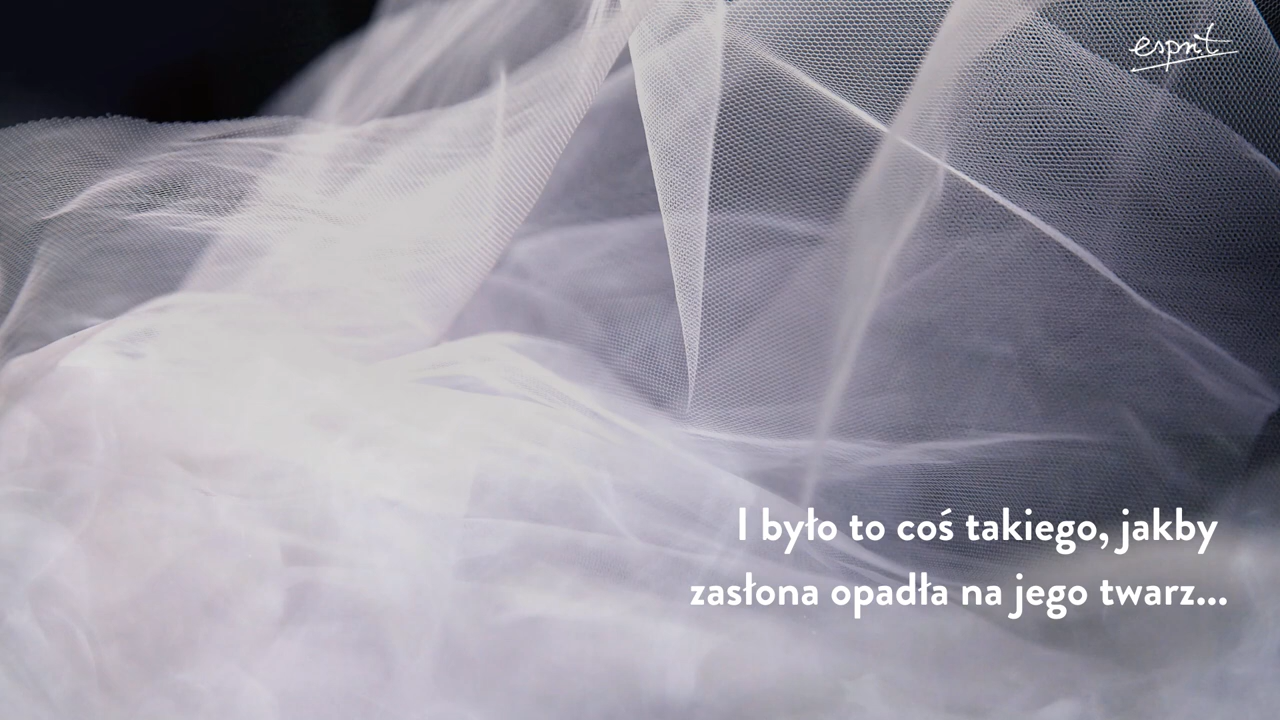 esprit
I było to coś takiego, jakby
zasłona opadła na jego twarz...